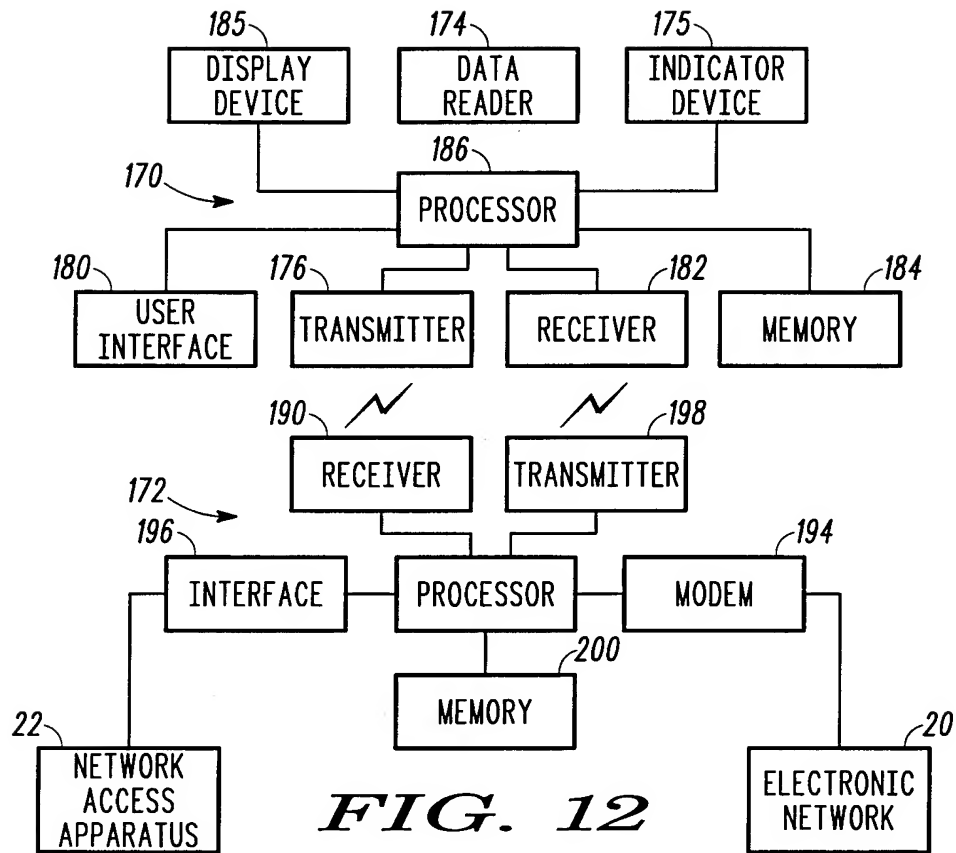 185
174
175
DISPLAY
DEVICE
DATA
READER
INDICATOR
DEVICE
186
170
PROCESSOR
180
176
182
184
USER
INTERFACE
TRANSMITTER
RECEIVER
MEMORY
190
198
RECEIVER
TRANSMITTER
172
196
194
INTERFACE
PROCESSOR
MODEM
200
MEMORY
22
20
NETWORK
ACCESS
APPARATUS
ELECTRONIC
NETWORK
FIG. 12